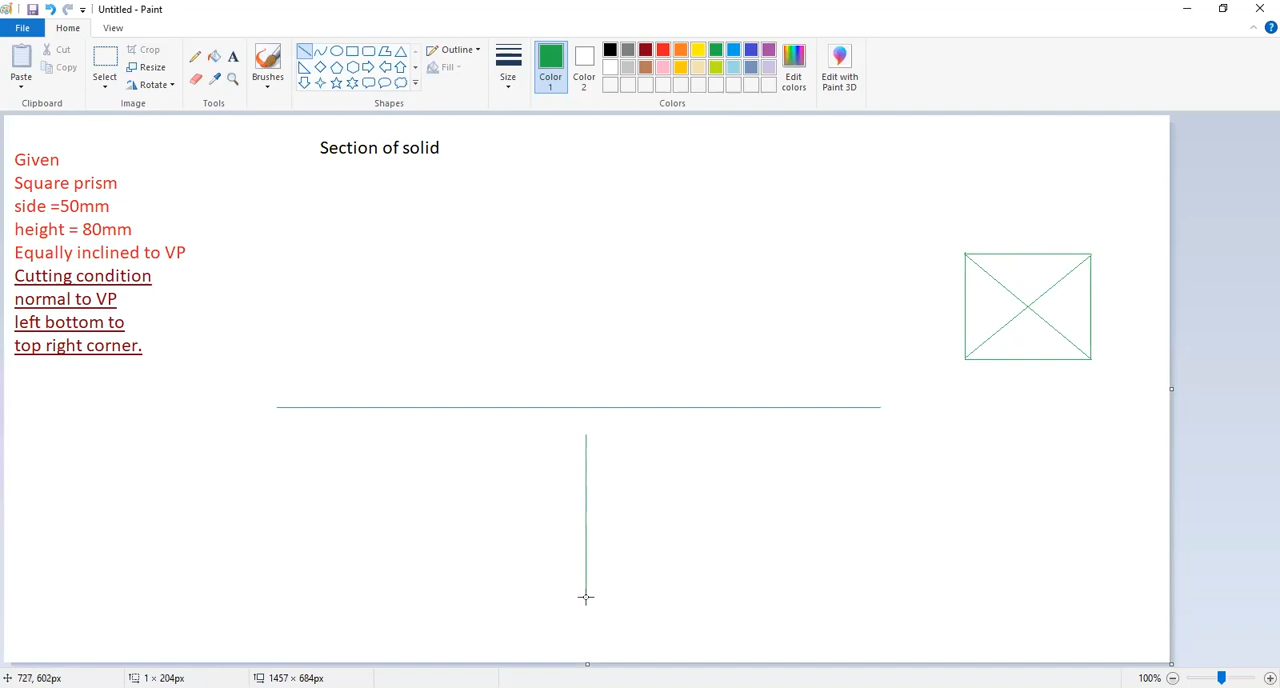 Untitled - Paint
File
Home
View
Paste
Cut
Copy
Clipboard
Select
Crop
Resize
Rotate
Image
A
Tools
Brushes
Outline
Fill
Shapes
Size
Color 1
Color 2
Edit colors
Edit with Paint 3D
Colors
Section of solid
Given
Square prism
side =50mm
height = 80mm
Equally inclined to VP
Cutting condition
normal to VP
left bottom to
top right corner.
727, 602px
1 × 204px
1457 × 684px
100%